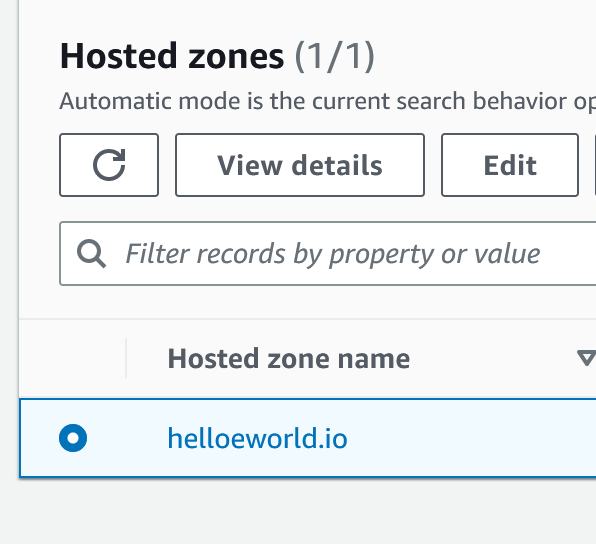 Hosted zones (1/1)
Automatic mode is the current search behavior op
View details
Edit
Filter records by property or value
Hosted zone name
helloeworld.io